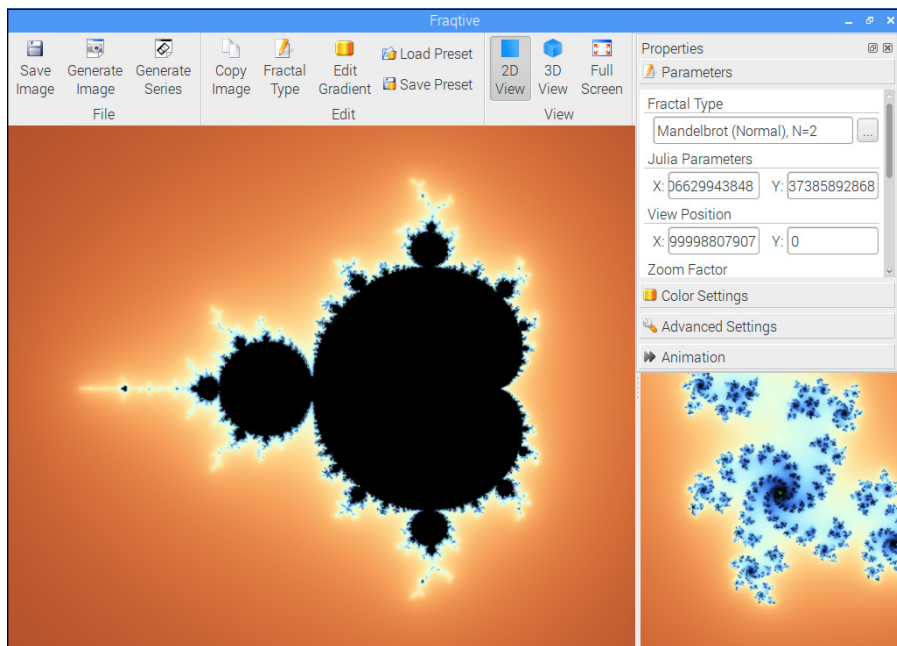 Fraqtive
Save Image
Generate Image
Generate Series
File
Copy Image
Fractal Type
Edit Gradient
Load Preset
Save Preset
Edit
2D View
3D View
Full Screen
View
Properties
Parameters
Fractal Type
Mandelbrot (Normal), N=2
...
Julia Parameters
X: 06629943848 Y: 37385892868
View Position
X: 99998807907 Y: 0
Zoom Factor
Color Settings
Advanced Settings
Animation